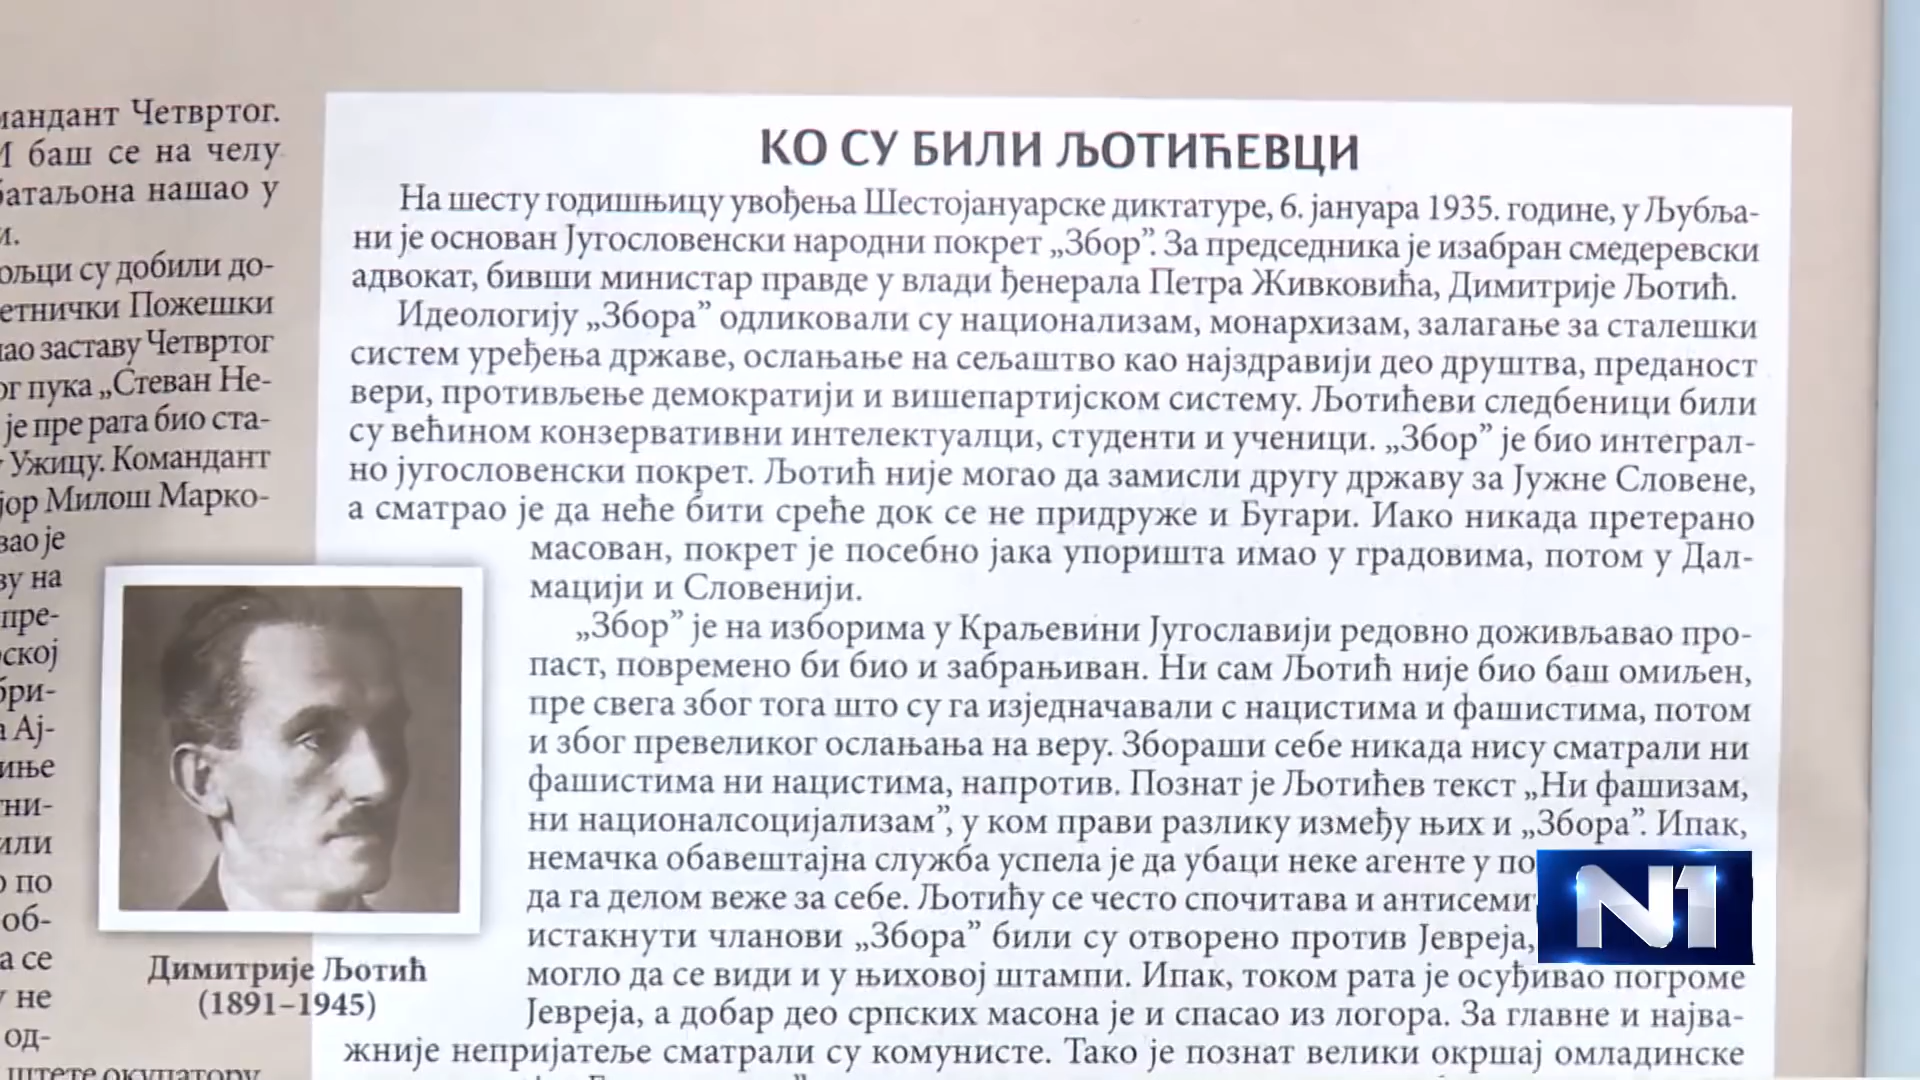 Четвртог.
баш се на челу
нашао у
су добили до-
Пожешки
заставу Четвртог
пука „Стеван Не-
је пре рата био ста-
Ужицу. Командант
Милош Марко-
је
на
пре-
се
не
од-
штете окупатору
КО СУ БИЛИ ЉОТИЋЕВЦИ
На шесту годишњицу увођења Шестојануарске диктатуре, 6. јануара 1935. године, у Љубља-
ни је основан Југословенски народни покрет „Збор”. За председника је изабран смедеревски
адвокат, бивши министар правде у влади ђенерала Петра Живковића, Димитрије Љотић.
Идеологију „Збора” одликовали су национализам, монархизам, залагање за сталешки
систем уређења државе, ослањање на сељаштво као најздравији део друштва, преданост
вери, противљење демократији и вишепартијском систему. Љотићеви следбеници били
су већином конзервативни интелектуалци, студенти и ученици. „Збор” је био интеграл-
но југословенски покрет. Љотић није могао да замисли другу државу за Јужне Словене,
а сматрао је да неће бити среће док се не придруже и Бугари. Иако никада претерано
масован, покрет је посебно јака упоришта имао у градовима, потом у Дал-
мацији и Словенији.
„Збор” је на изборима у Краљевини Југославији редовно доживљавао про-
паст, повремено би био и забрањиван. Ни сам Љотић није био баш омиљен,
пре свега због тога што су га изједначавали с нацистима и фашистима, потом
и због превеликог ослањања на веру. Збораши себе никада нису сматрали ни
фашистима ни нацистима, напротив. Познат је Љотићев текст „Ни фашизам,
ни националсоцијализам”, у ком прави разлику између њих и „Збора”. Ипак,
немачка обавештајна служба успела је да убаци неке агенте у
да га делом веже за себе. Љотићу се често спочитава и
истакнути чланови „Збора” били су отворено против Јевреја,
могло да се види и у њиховој штампи. Ипак, током рата је осуђивао погроме
Јевреја, а добар део српских масона је и спасао из логора. За главне и најва-
жније непријатеље сматрали су комунисте. Тако је познат велики окршај омладинске
Димитрије Љотић
(1891–1945)
N1